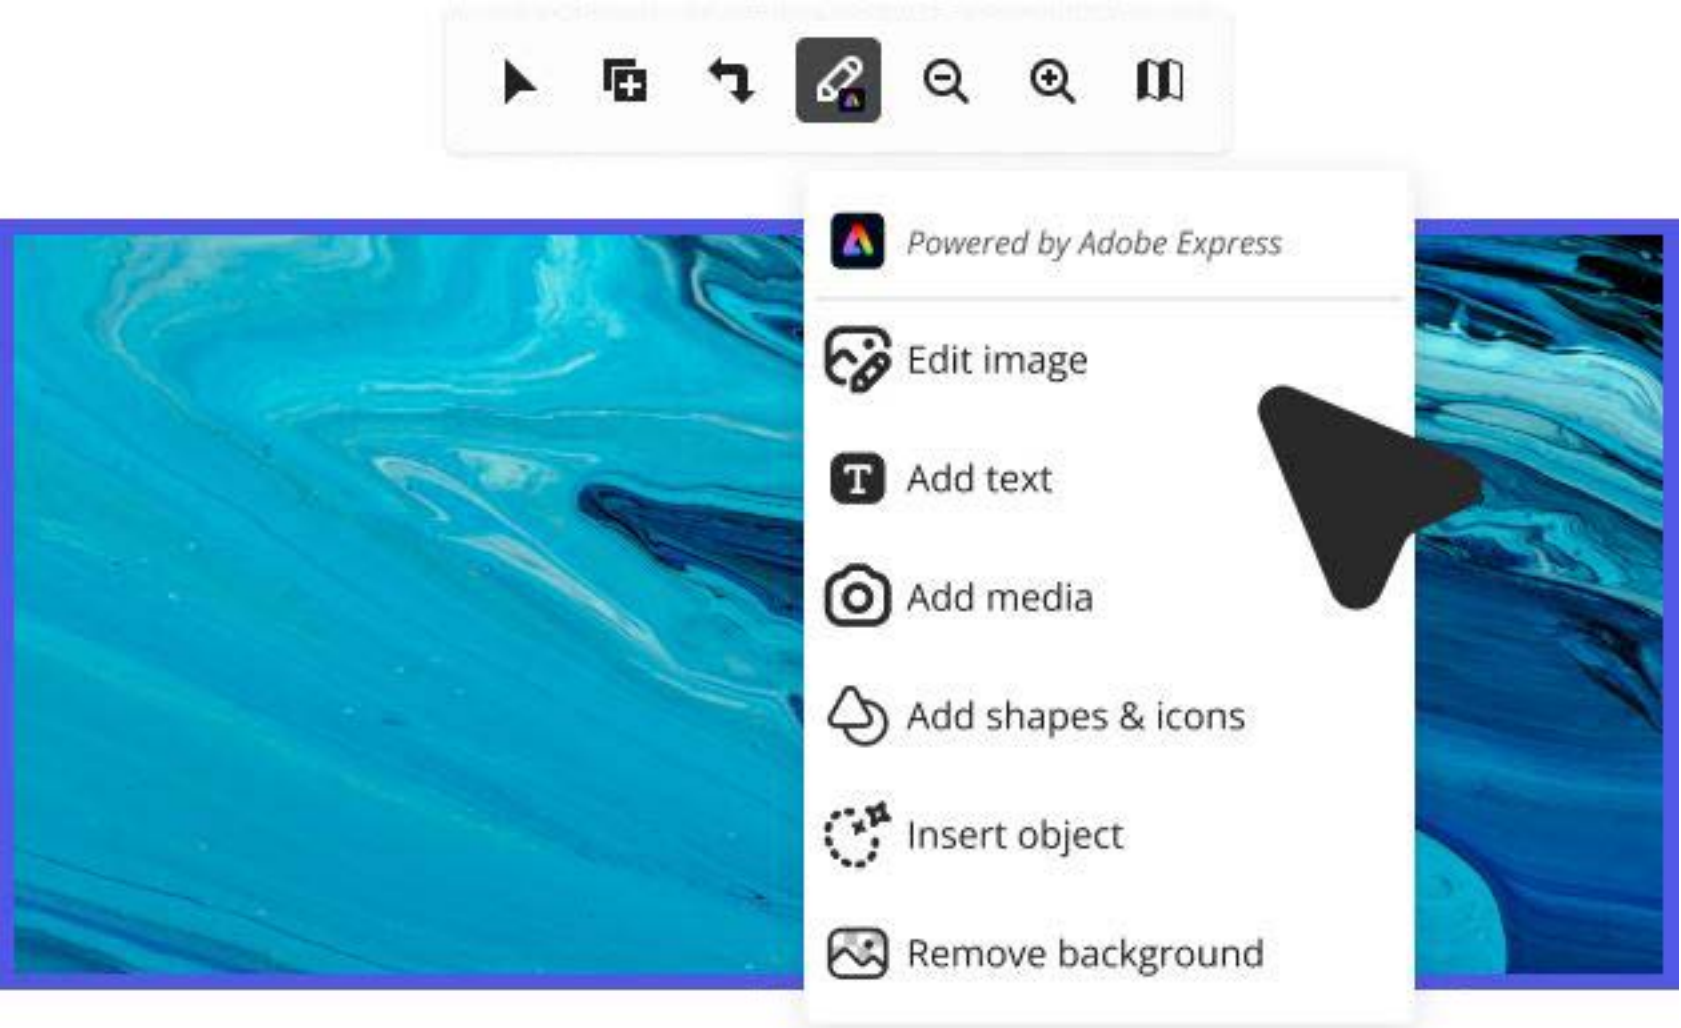 Powered by Adobe Express
Edit image
T Add text
Add media
Add shapes & icons
Insert object
Remove background